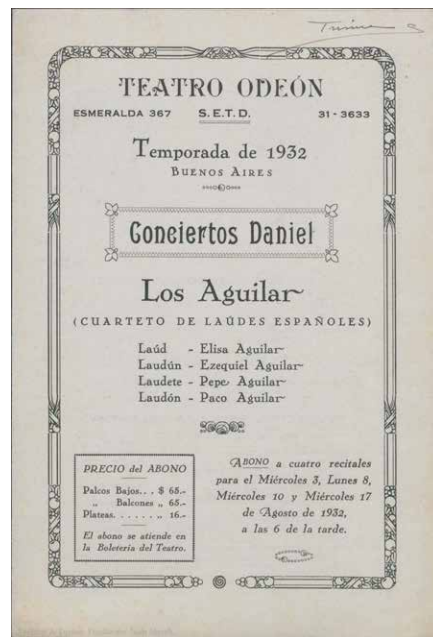 TEATRO ODEÓN
ESMERALDA 367 S.E.T.D. 31-3633
Temporada de 1932
BUENOS AIRES
Conciertos Daniel
Los Aguilar
(CUARTETO DE LAÚDES ESPAÑOLES)
Laúd - Elisa Aguilar
Laudún - Ezequiel Aguilar
Laudete - Pepe Aguilar
Laudón - Paco Aguilar
PRECIO del ABONO
Palcos Bajos... $ 65.-
„ Balcones „ 65.-
Plateas...... „ 16.-
El abono se atiende en
la Boletería del Teatro.
ABONO a cuatro recitales
para el Miércoles 3, Lunes 8,
Miércoles 10 y Miércoles 17
de Agosto de 1932,
a las 6 de la tarde.